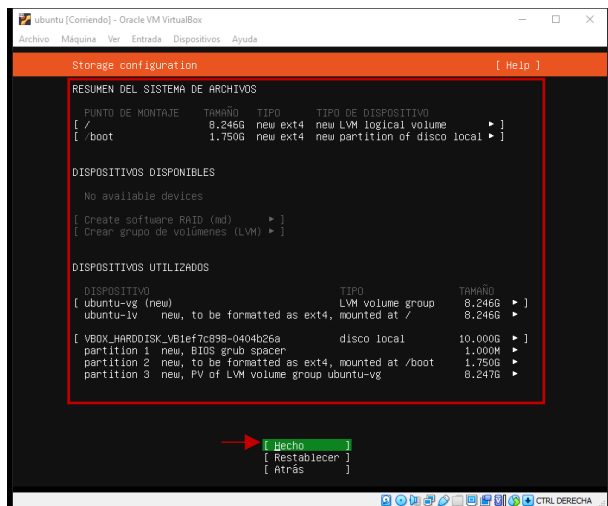 ubuntu [Corriendo] - Oracle VM VirtualBox
Archivo Máquina Ver Entrada Dispositivos Ayuda
Storage configuration [ Help ]
RESUMEN DEL SISTEMA DE ARCHIVOS
PUNTO DE MONTAJE TAMAÑO TIPO TIPO DE DISPOSITIVO
[ / 8.246G new ext4 new LVM logical volume ▸ ]
[ /boot 1.750G new ext4 new partition of disco local ▸ ]
DISPOSITIVOS DISPONIBLES
No available devices
[ Create software RAID (md) ▸ ]
[ Crear grupo de volúmenes (LVM) ▸ ]
DISPOSITIVOS UTILIZADOS
DISPOSITIVO TIPO TAMAÑO
[ ubuntu-vg (new) LVM volume group 8.246G ▸ ]
ubuntu-lv new, to be formatted as ext4, mounted at / 8.246G ▸
[ VBOX_HARDDISK_VB1ef7c898-0404b26a disco local 10.000G ▸ ]
partition 1 new, BIOS grub spacer 1.000M ▸
partition 2 new, to be formatted as ext4, mounted at /boot 1.750G ▸
partition 3 new, PV of LVM volume group ubuntu-vg 8.247G ▸
[ Hecho ]
[ Restablecer ]
[ Atrás ]
CTRL DERECHA